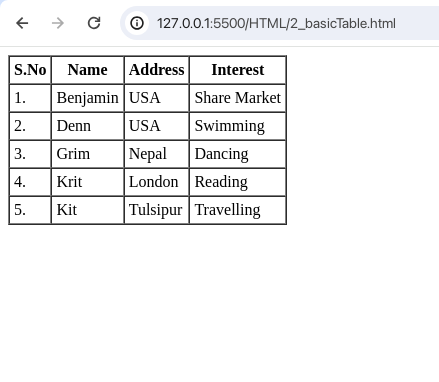 127.0.0.1:5500/HTML/2_basicTable.html
S.No Name Address Interest
1. Benjamin USA Share Market
2. Denn USA Swimming
3. Grim Nepal Dancing
4. Krit London Reading
5. Kit Tulsipur Travelling